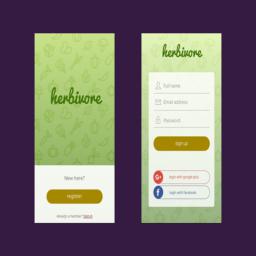 herbivore
New here?
register
Already a member? Sign in
herbivore
Full name
Email address
Password
sign up
login with google plus
login with facebook